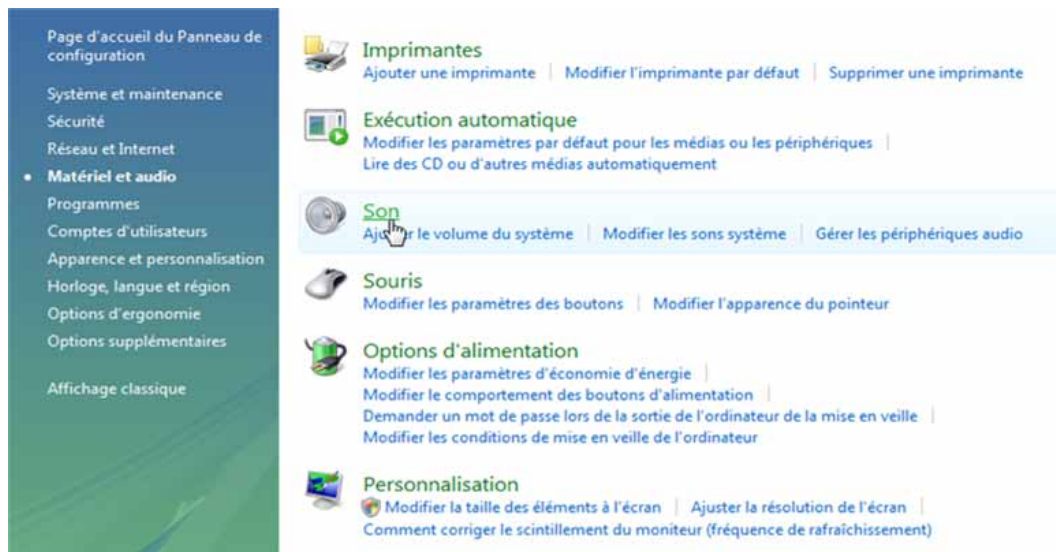 Page d'accueil du Panneau de
configuration
Système et maintenance
Sécurité
Réseau et Internet
Matériel et audio
Programmes
Comptes d'utilisateurs
Apparence et personnalisation
Horloge, langue et région
Options d'ergonomie
Options supplémentaires
Affichage classique
Imprimantes
Ajouter une imprimante | Modifier l'imprimante par défaut | Supprimer une imprimante
Exécution automatique
Modifier les paramètres par défaut pour les médias ou les périphériques |
Lire des CD ou d'autres médias automatiquement
Son
Ajuster le volume du système | Modifier les sons système | Gérer les périphériques audio
Souris
Modifier les paramètres des boutons | Modifier l'apparence du pointeur
Options d'alimentation
Modifier les paramètres d'économie d'énergie |
Modifier le comportement des boutons d'alimentation |
Demander un mot de passe lors de la sortie de l'ordinateur de la mise en veille |
Modifier les conditions de mise en veille de l'ordinateur
Personnalisation
Modifier la taille des éléments à l'écran | Ajuster la résolution de l'écran |
Comment corriger le scintillement du moniteur (fréquence de rafraîchissement)